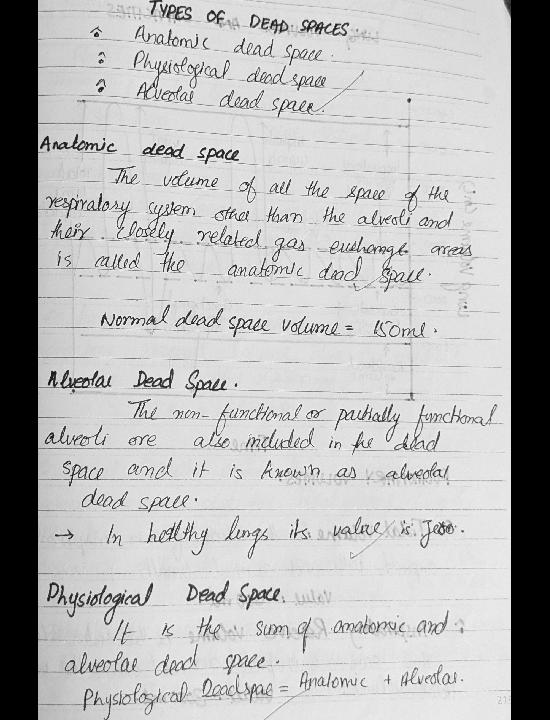 TYPES OF DEAD SPACES
Anatomic dead space.
Physiological dead space
Alveolar dead space.
Anatomic dead space
The volume of all the space of the
respiratory system other than the alveoli and
their closely related gas exchange areas
is called the anatomic dead space.
Normal dead space volume = 150ml.
Alveolar Dead Space.
The non-functional or partially functional
alveoli are also included in the dead
space and it is known as alveolar
dead space.
→ In healthy lungs its value is Zero.
Physiological Dead Space.
It is the sum of anatomic and
alveolar dead space.
Physiological Deadspae = Anatomic + Alveolar.